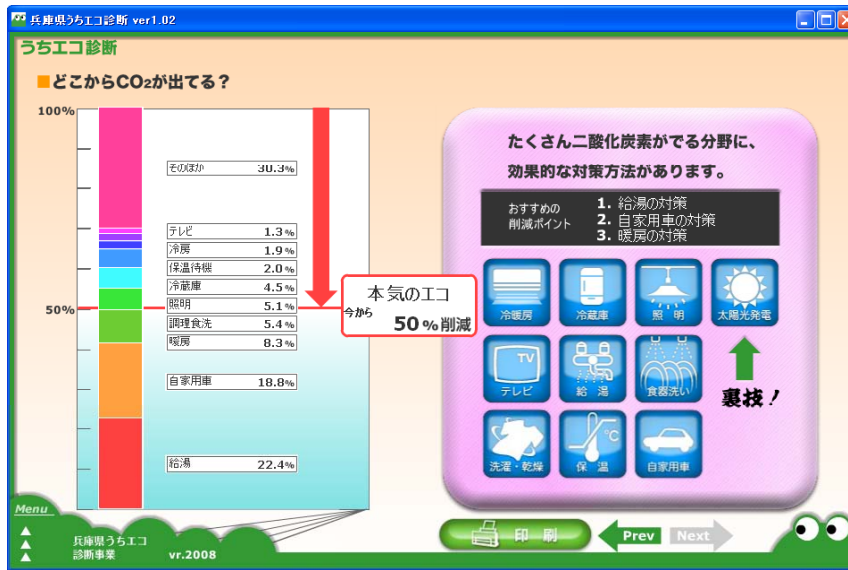 兵庫県うちエコ診断 ver1.02
うちエコ診断
■どこからCO2が出てる？
100%
50%
そのほか 30.3%
テレビ 1.3%
冷房 1.9%
保温待機 2.0%
冷蔵庫 4.5%
照明 5.1%
調理食洗 5.4%
暖房 8.3%
自家用車 18.8%
給湯 22.4%
本気のエコ
今から
50%削減
たくさん二酸化炭素がでる分野に、
効果的な対策方法があります。
おすすめの
削減ポイント
1. 給湯の対策
2. 自家用車の対策
3. 暖房の対策
冷暖房
冷蔵庫
照 明
太陽光発電
TV
テレビ
給 湯
食器洗い
裏技！
洗濯・乾燥
℃
保 温
自家用車
Menu
兵庫県うちエコ
診断事業
vr.2008
印 刷
Prev
Next